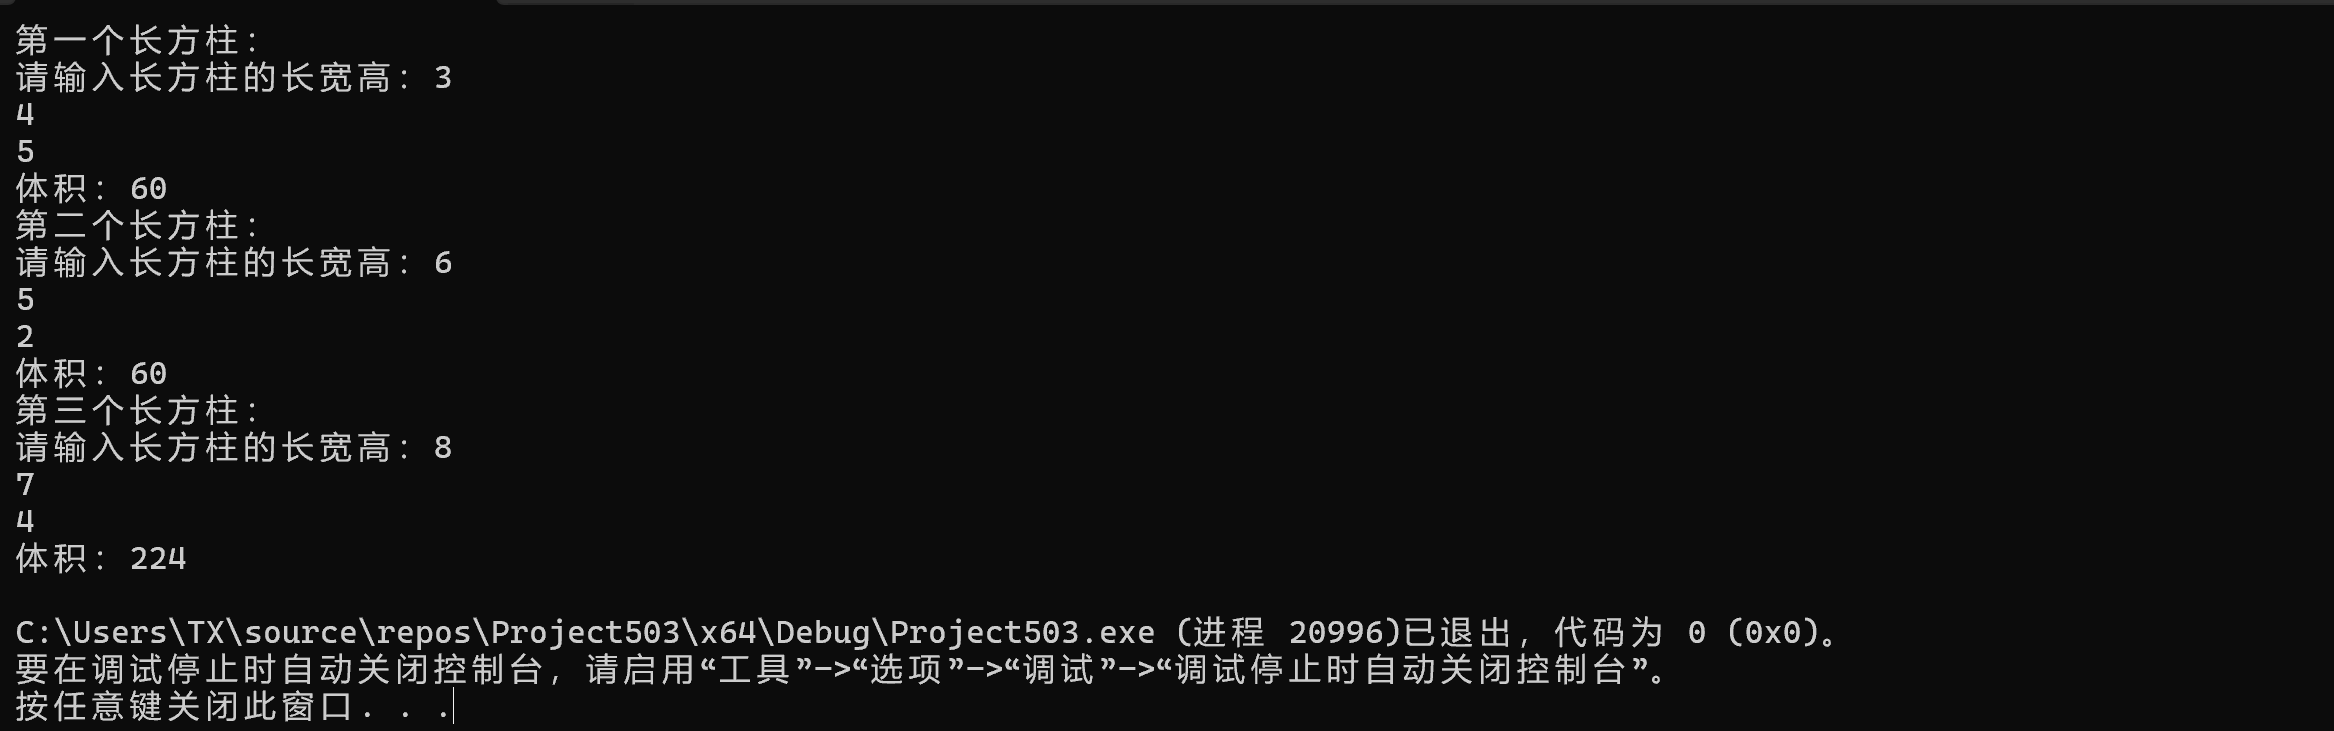 第一个长方柱：
请输入长方柱的长宽高：3
4
5
体积：60
第二个长方柱：
请输入长方柱的长宽高：6
5
2
体积：60
第三个长方柱：
请输入长方柱的长宽高：8
7
4
体积：224
C:\Users\TX\source\repos\Project503\x64\Debug\Project503.exe (进程 20996)已退出，代码为 0 (0x0)。
要在调试停止时自动关闭控制台，请启用“工具”->“选项”->“调试”->“调试停止时自动关闭控制台”。
按任意键关闭此窗口. . .